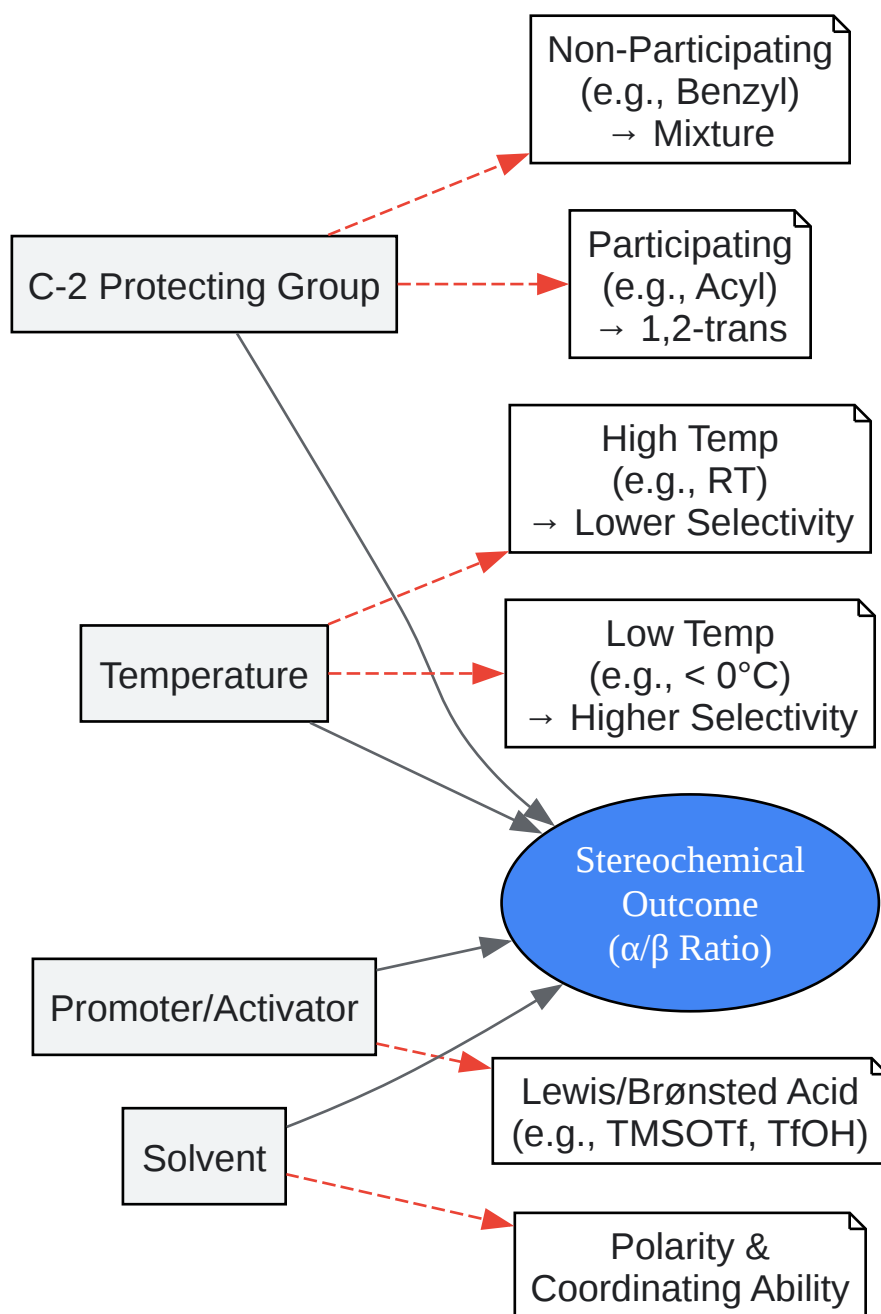 Non-Participating
(e.g., Benzyl)
→ Mixture
C-2 Protecting Group
Participating
(e.g., Acyl)
→ 1,2-trans
High Temp
(e.g., RT)
→ Lower Selectivity
Temperature
Low Temp
(e.g., < 0°C)
→ Higher Selectivity
Stereochemical
Outcome
(α/β Ratio)
Promoter/Activator
Lewis/Brønsted Acid
(e.g., TMSOTf, TfOH)
Solvent
Polarity &
Coordinating Ability